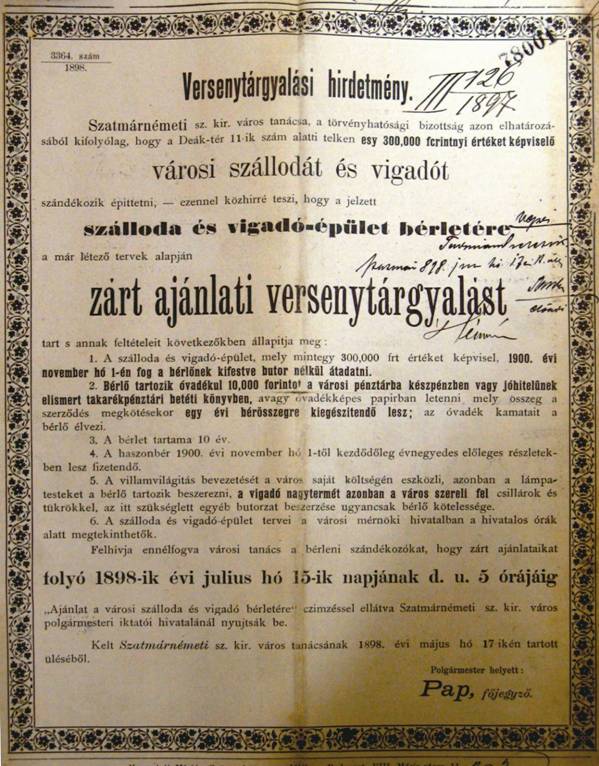 3364. szám
1898.
78001
Versenytárgyalási hirdetmény.
III 126
1897
Szatmárnémeti sz. kir. város tanácsa, a törvényhatósági bizottság azon elhatározá-
sából kifolyólag, hogy a Deák-tér 11-ik szám alatti telken egy 300,000 forintnyi értéket képviselő
városi szállodát és vigadót
szándékozik építtetni, — ezennel közhirré teszi, hogy a jelzett
szálloda és vigadó-épület bérletére
a már létező tervek alapján
zárt ajánlati versenytárgyalást
tart s annak feltételeit következőkben állapitja meg:
1. A szálloda és vigadó-épület, mely mintegy 300,000 frt értéket képvisel, 1900. évi
november hó 1-én fog a bérlőnek kifestve butor nélkül átadatni.
2. Bérlő tartozik óvadékul 10,000 forintot a városi pénztárba készpénzben vagy jóhitelünek
elismert takarékpénztári betéti könyvben, avagy óvadékképes papirban letenni mely összeg a
szerződés megkötésekor egy évi bérösszegre kiegészitendő lesz; az óvadék kamatait a
bérlő élvezi.
3. A bérlet tartama 10 év.
4. A haszonbér 1900. évi november hó 1-től kezdődőleg évnegyedes előleges részletek-
ben lesz fizetendő.
5. A villamvilágitás bevezetését a város saját költségén eszközli, azonban a lámpa-
testeket a bérlő tartozik beszerezni, a vigadó nagytermét azonban a város szereli fel csillárok és
tükrökkel, az itt szükséglett egyéb butorzat beszerzése ugyancsak bérlő kötelessége.
6. A szálloda és vigadó-épület tervei a városi mérnöki hivatalban a hivatalos órák
alatt megtekinthetők.
Felhivja ennélfogva városi tanács a bérleni szándékozókat, hogy zárt ajánlataikat
folyó 1898-ik évi julius hó 15-ik napjának d. u. 5 órájáig
„Ajánlat a városi szálloda és vigadó bérletére“ czimzéssel ellátva Szatmárnémeti sz. kir. város
polgármesteri iktatói hivatalánál nyujtsák be.
Kelt Szatmárnémeti sz. kir. város tanácsának 1898. évi május hó 17-ikén tartott
üléséből.
Polgármester helyett:
Pap, főjegyző.